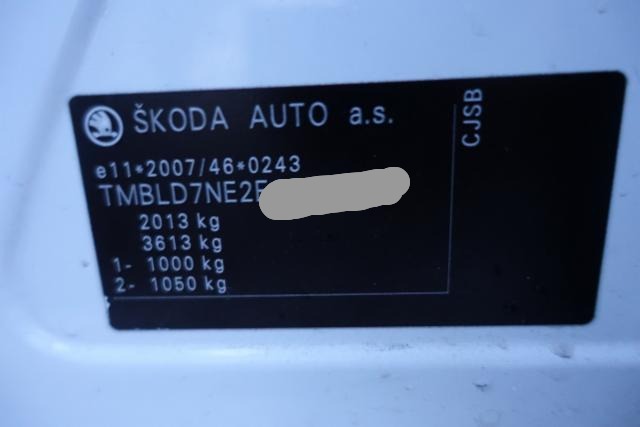 ŠKODA AUTO a.s.
e11*2007/46*0243
TMBLD7NE2
2013 kg
3613 kg
1- 1000 kg
2- 1050 kg
CJSB